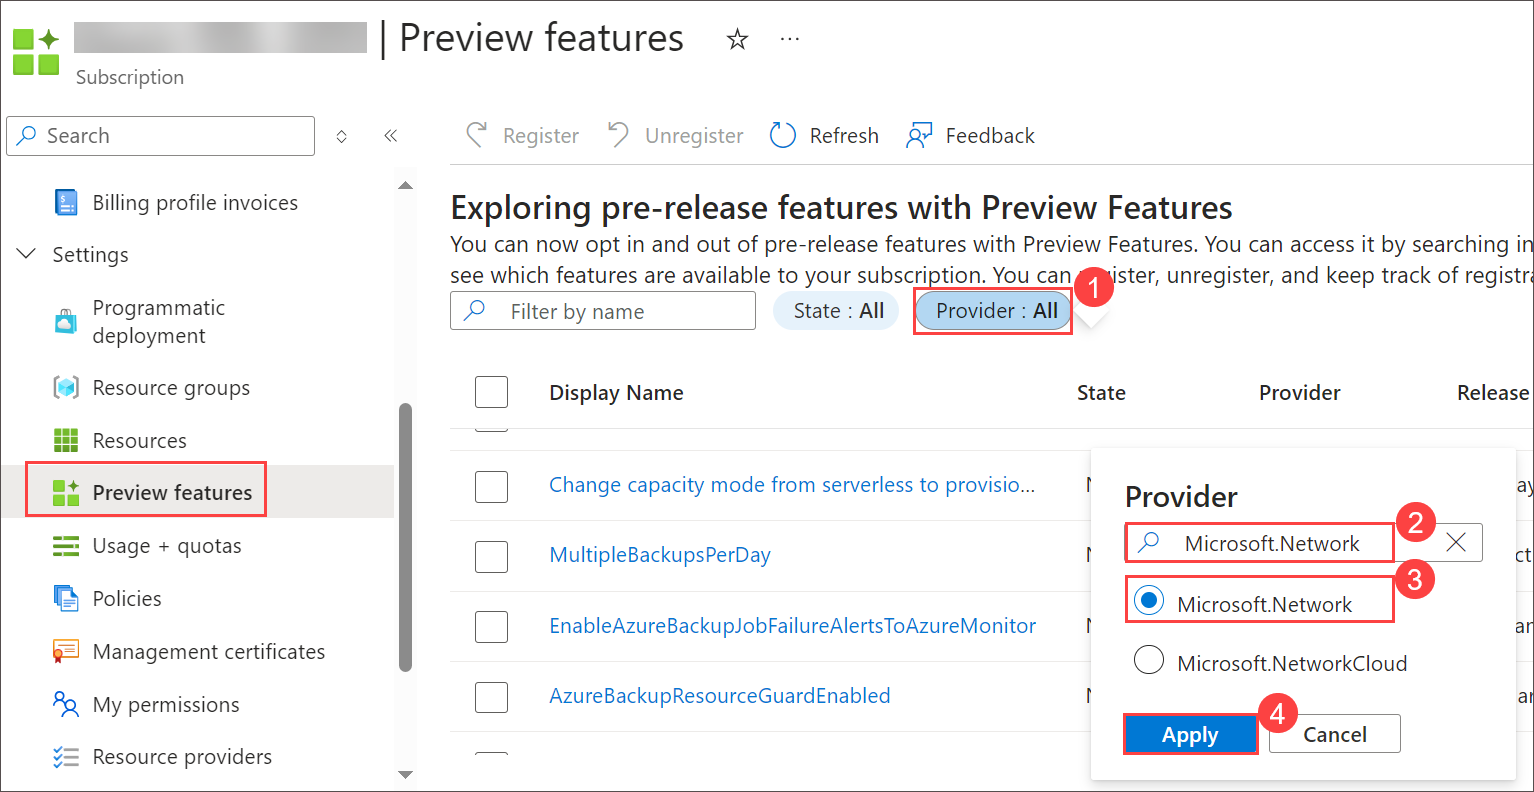 | Preview features
Subscription
Search
Register
Unregister
Refresh
Feedback
Billing profile invoices
Settings
Programmatic
deployment
Resource groups
Resources
Preview features
Usage + quotas
Policies
Management certificates
My permissions
Resource providers
Exploring pre-release features with Preview Features
You can now opt in and out of pre-release features with Preview Features. You can access it by searching in
see which features are available to your subscription. You can register, unregister, and keep track of registra
Filter by name
State : All
Provider : All
1
Display Name
State
Provider
Release
Change capacity mode from serverless to provisio...
MultipleBackupsPerDay
EnableAzureBackupJobFailureAlertsToAzureMonitor
AzureBackupResourceGuardEnabled
Provider
Microsoft.Network
2
Microsoft.Network
3
Microsoft.NetworkCloud
Apply
4
Cancel